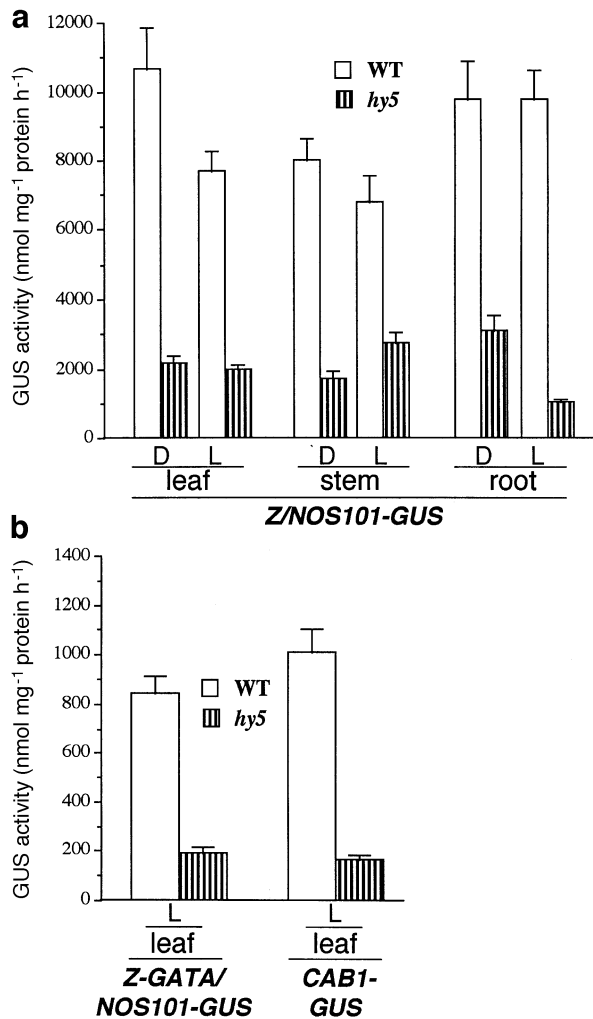 a
12000
10000
8000
6000
4000
2000
0
GUS activity (nmol mg-1 protein h-1)
WT
hy5
D L D L D L
leaf stem root
Z/NOS101-GUS
b
1400
1200
1000
800
600
400
200
0
GUS activity (nmol mg-1 protein h-1)
WT
hy5
L L
leaf leaf
Z-GATA/ CAB1-
NOS101-GUS GUS